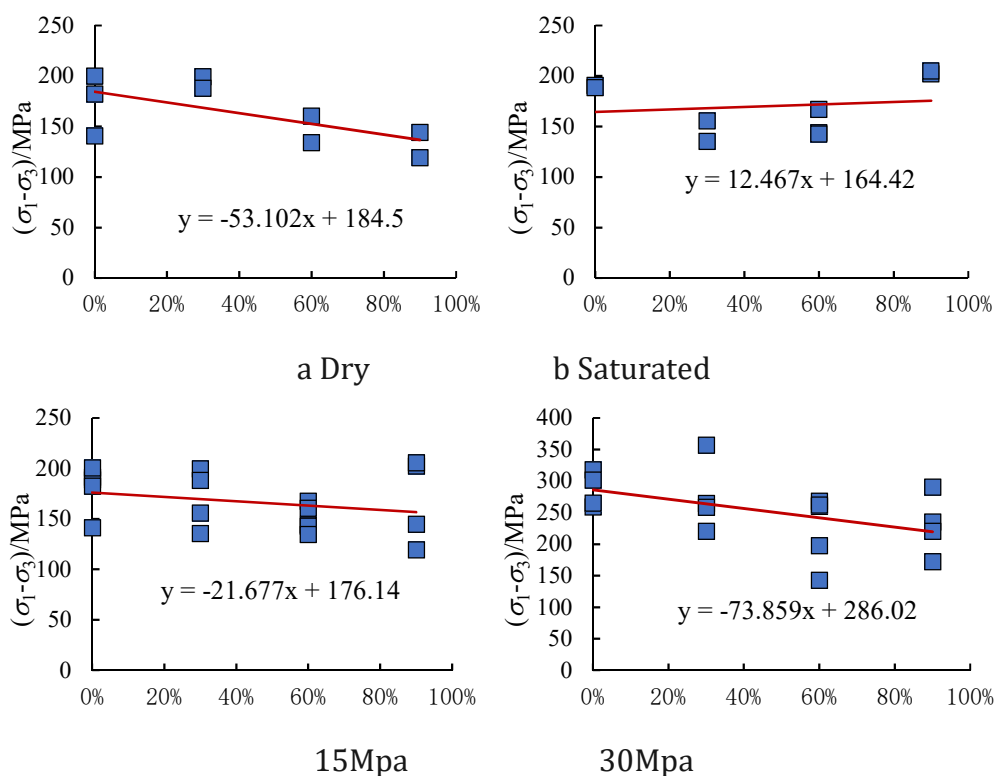 (σ₁-σ₃)/MPa
250
200
150
100
50
0
y = -53.102x + 184.5
0% 20% 40% 60% 80% 100%
a Dry
(σ₁-σ₃)/MPa
250
200
150
100
50
0
y = 12.467x + 164.42
0% 20% 40% 60% 80% 100%
b Saturated
(σ₁-σ₃)/MPa
250
200
150
100
50
0
y = -21.677x + 176.14
0% 20% 40% 60% 80% 100%
15Mpa
(σ₁-σ₃)/MPa
400
350
300
250
200
150
100
50
0
y = -73.859x + 286.02
0% 20% 40% 60% 80% 100%
30Mpa